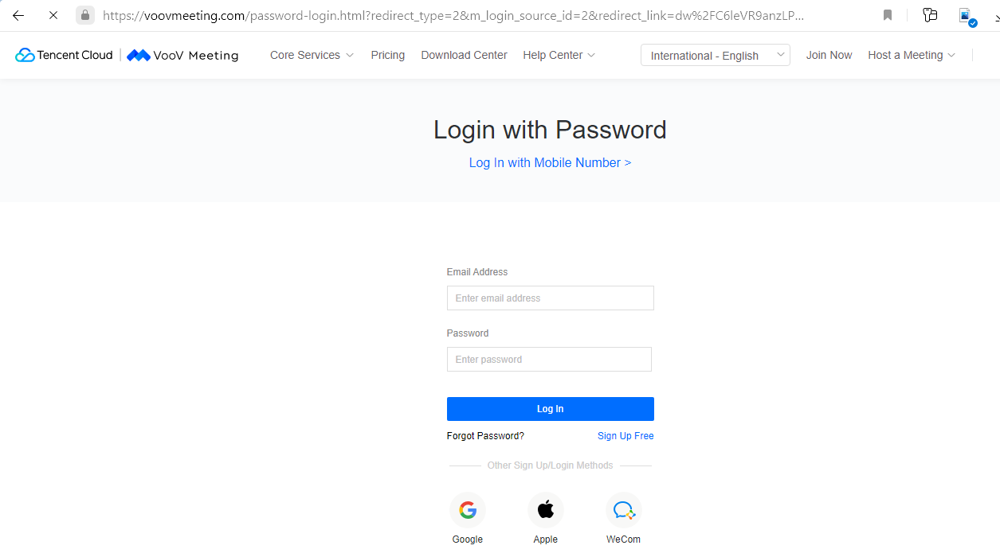 https://voovmeeting.com/password-login.html?redirect_type=2&m_login_source_id=2&redirect_link=dw%2FC6leVR9anzLP...
Tencent Cloud | VooV Meeting Core Services Pricing Download Center Help Center International - English Join Now Host a Meeting
Login with Password
Log In with Mobile Number >
Email Address
Enter email address
Password
Enter password
Log In
Forgot Password? Sign Up Free
Other Sign Up/Login Methods
Google Apple WeCom